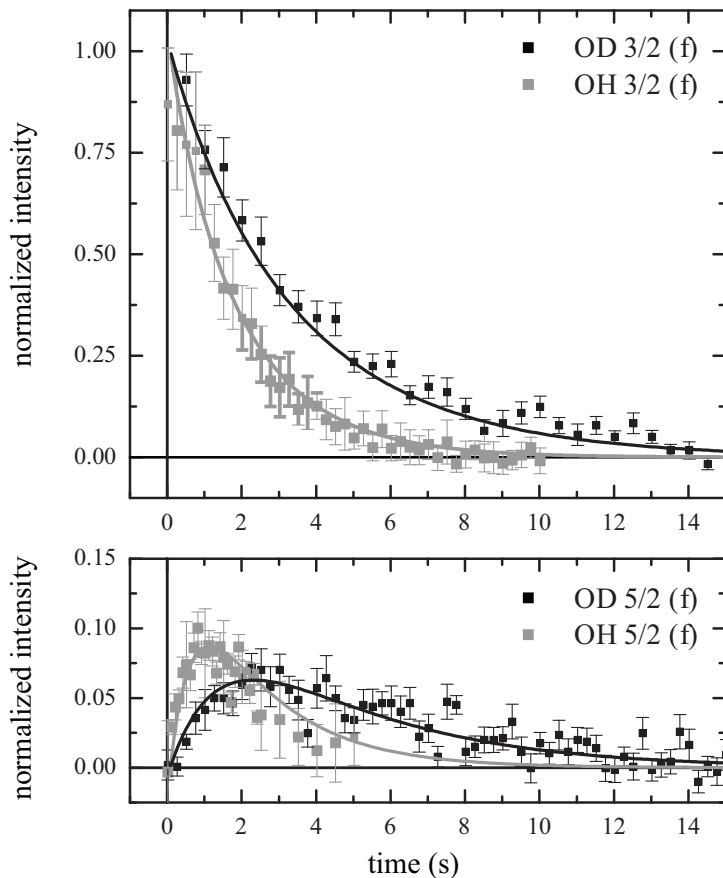 OD 3/2 (f)
OH 3/2 (f)
normalized intensity
1.00
0.75
0.50
0.25
0.00
0 2 4 6 8 10 12 14
OD 5/2 (f)
OH 5/2 (f)
normalized intensity
0.15
0.10
0.05
0.00
0 2 4 6 8 10 12 14
time (s)